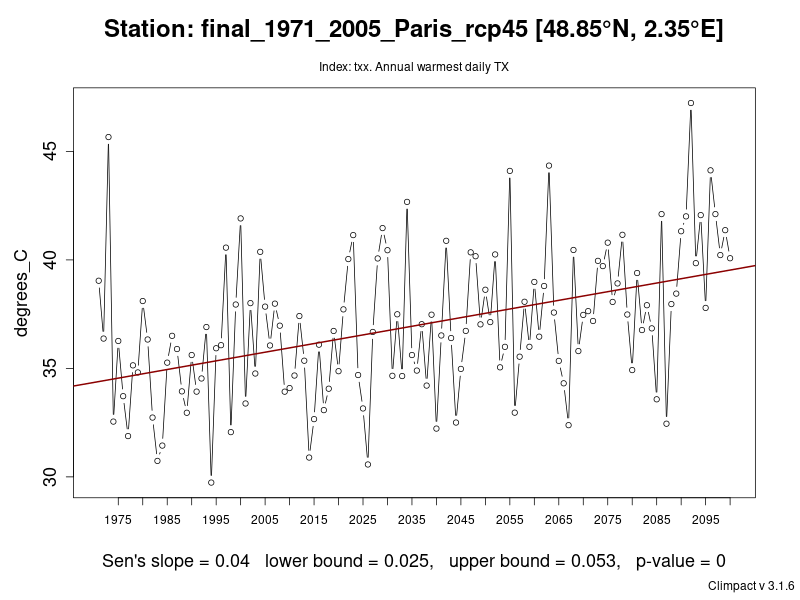 Station: final_1971_2005_Paris_rcp45 [48.85°N, 2.35°E]
Index: txx. Annual warmest daily TX
degrees_C
45
40
35
30
1975 1985 1995 2005 2015 2025 2035 2045 2055 2065 2075 2085 2095
Sen's slope = 0.04 lower bound = 0.025, upper bound = 0.053, p-value = 0
Climpact v 3.1.6